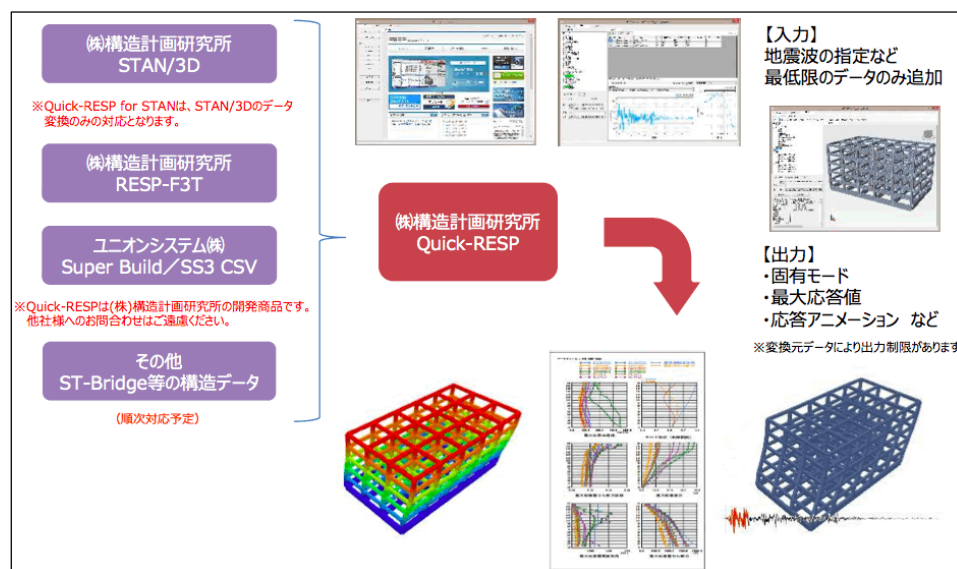 ㈱構造計画研究所
STAN/3D
※Quick-RESP for STANは、STAN/3Dのデータ
変換のみの対応となります。
㈱構造計画研究所
RESP-F3T
ユニオンシステム㈱
Super Build／SS3 CSV
※Quick-RESPは(株)構造計画研究所の開発商品です。
他社様へのお問合わせはご遠慮ください。
その他
ST-Bridge等の構造データ
(順次対応予定)
㈱構造計画研究所
Quick-RESP
【入力】
地震波の指定など
最低限のデータのみ追加
【出力】
・固有モード
・最大応答値
・応答アニメーション など
※変換元データにより出力制限があります